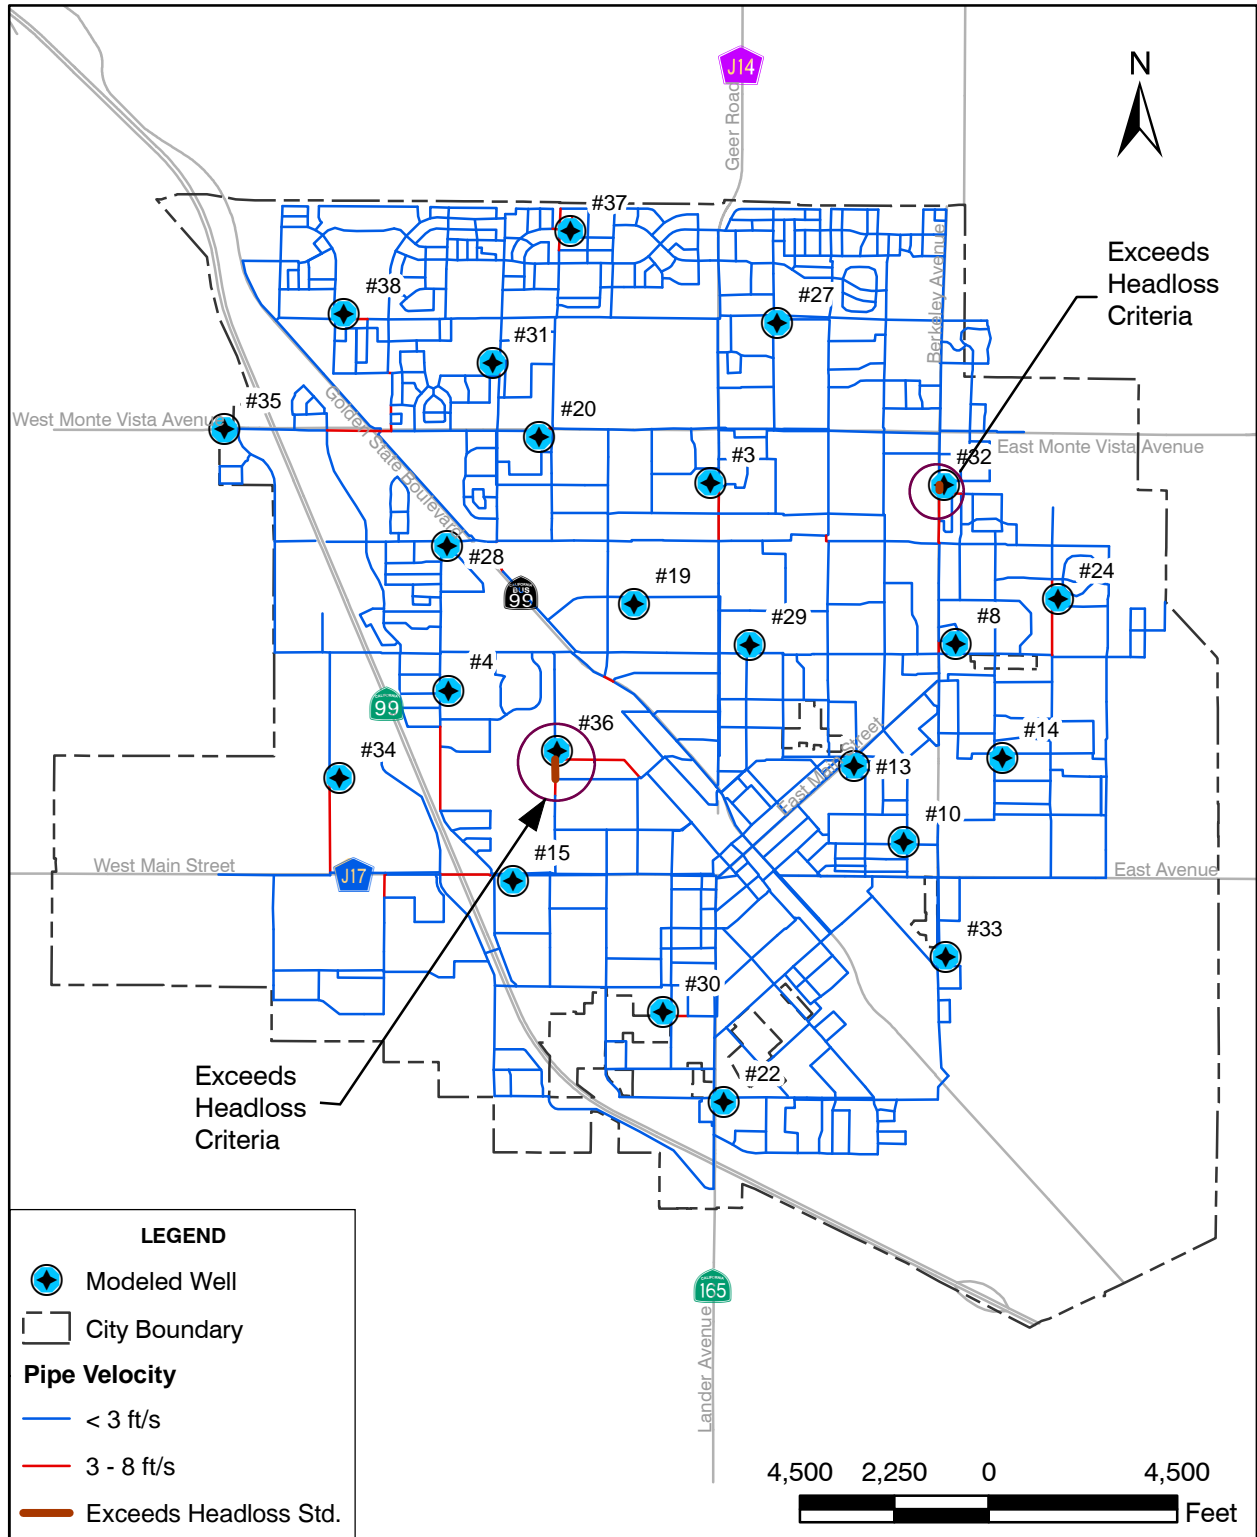 J14
Geer Road
N
#37
Berkeley Avenue
Exceeds
Headloss
Criteria
#38
#27
#31
#35
#20
West Monte Vista Avenue
Golden State Boulevard
East Monte Vista Avenue
#3
#32
#28
CALIFORNIA
BUS
99
#19
#24
#29
#8
#4
CALIFORNIA
99
#36
#34
East Main Street
#13
#14
#10
West Main Street
J17
#15
East Avenue
#33
#30
Exceeds
Headloss
Criteria
#22
CALIFORNIA
165
Lander Avenue
LEGEND
Modeled Well
City Boundary
Pipe Velocity
< 3 ft/s
3 - 8 ft/s
Exceeds Headloss Std.
4,500 2,250 0 4,500
Feet